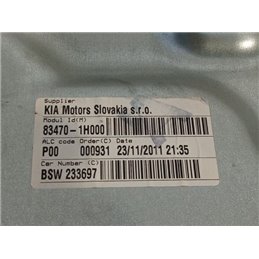 Supplier
KIA Motors Slovakia s.r.o.
Modul Id(M)
83470-1H000
ALC code Order(C) Date
P00 000931 23/11/2011 21:35
Car Number (C)
BSW 233697